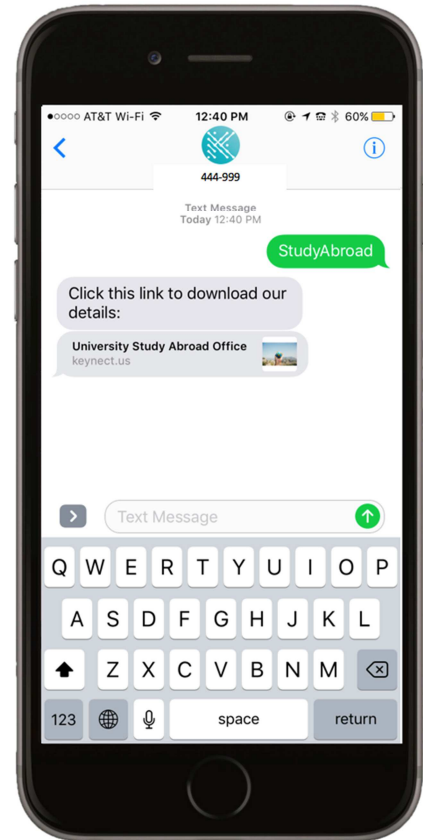 ●○○○○ AT&T Wi-Fi 12:40 PM 60%
444-999
Text Message
Today 12:40 PM
StudyAbroad
Click this link to download our
details:
University Study Abroad Office
keynect.us
Text Message
Q W E R T Y U I O P
A S D F G H J K L
Z X C V B N M
123 space return